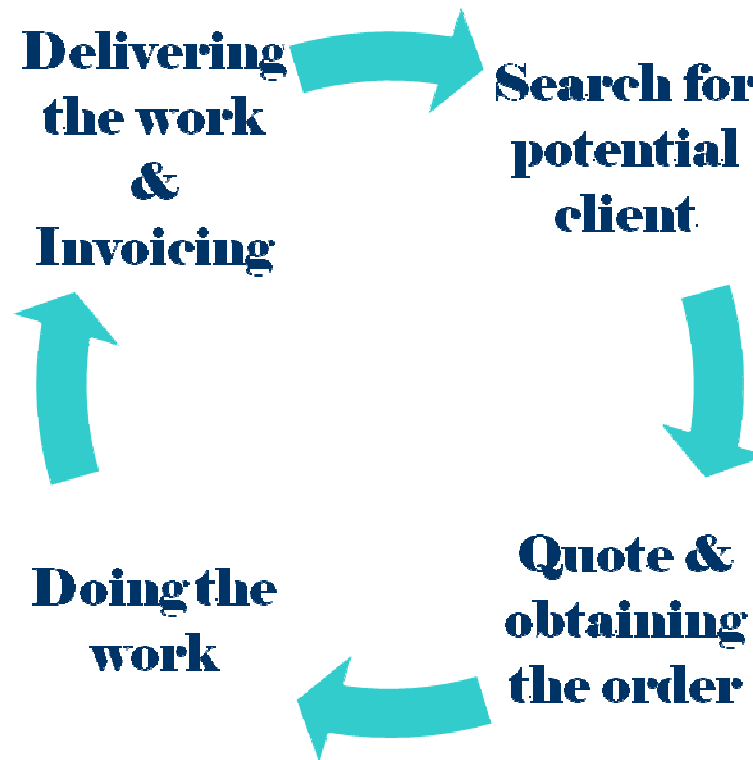 Delivering
the work
&
Invoicing
Search for
potential
client
Quote &
obtaining
the order
Doing the
work